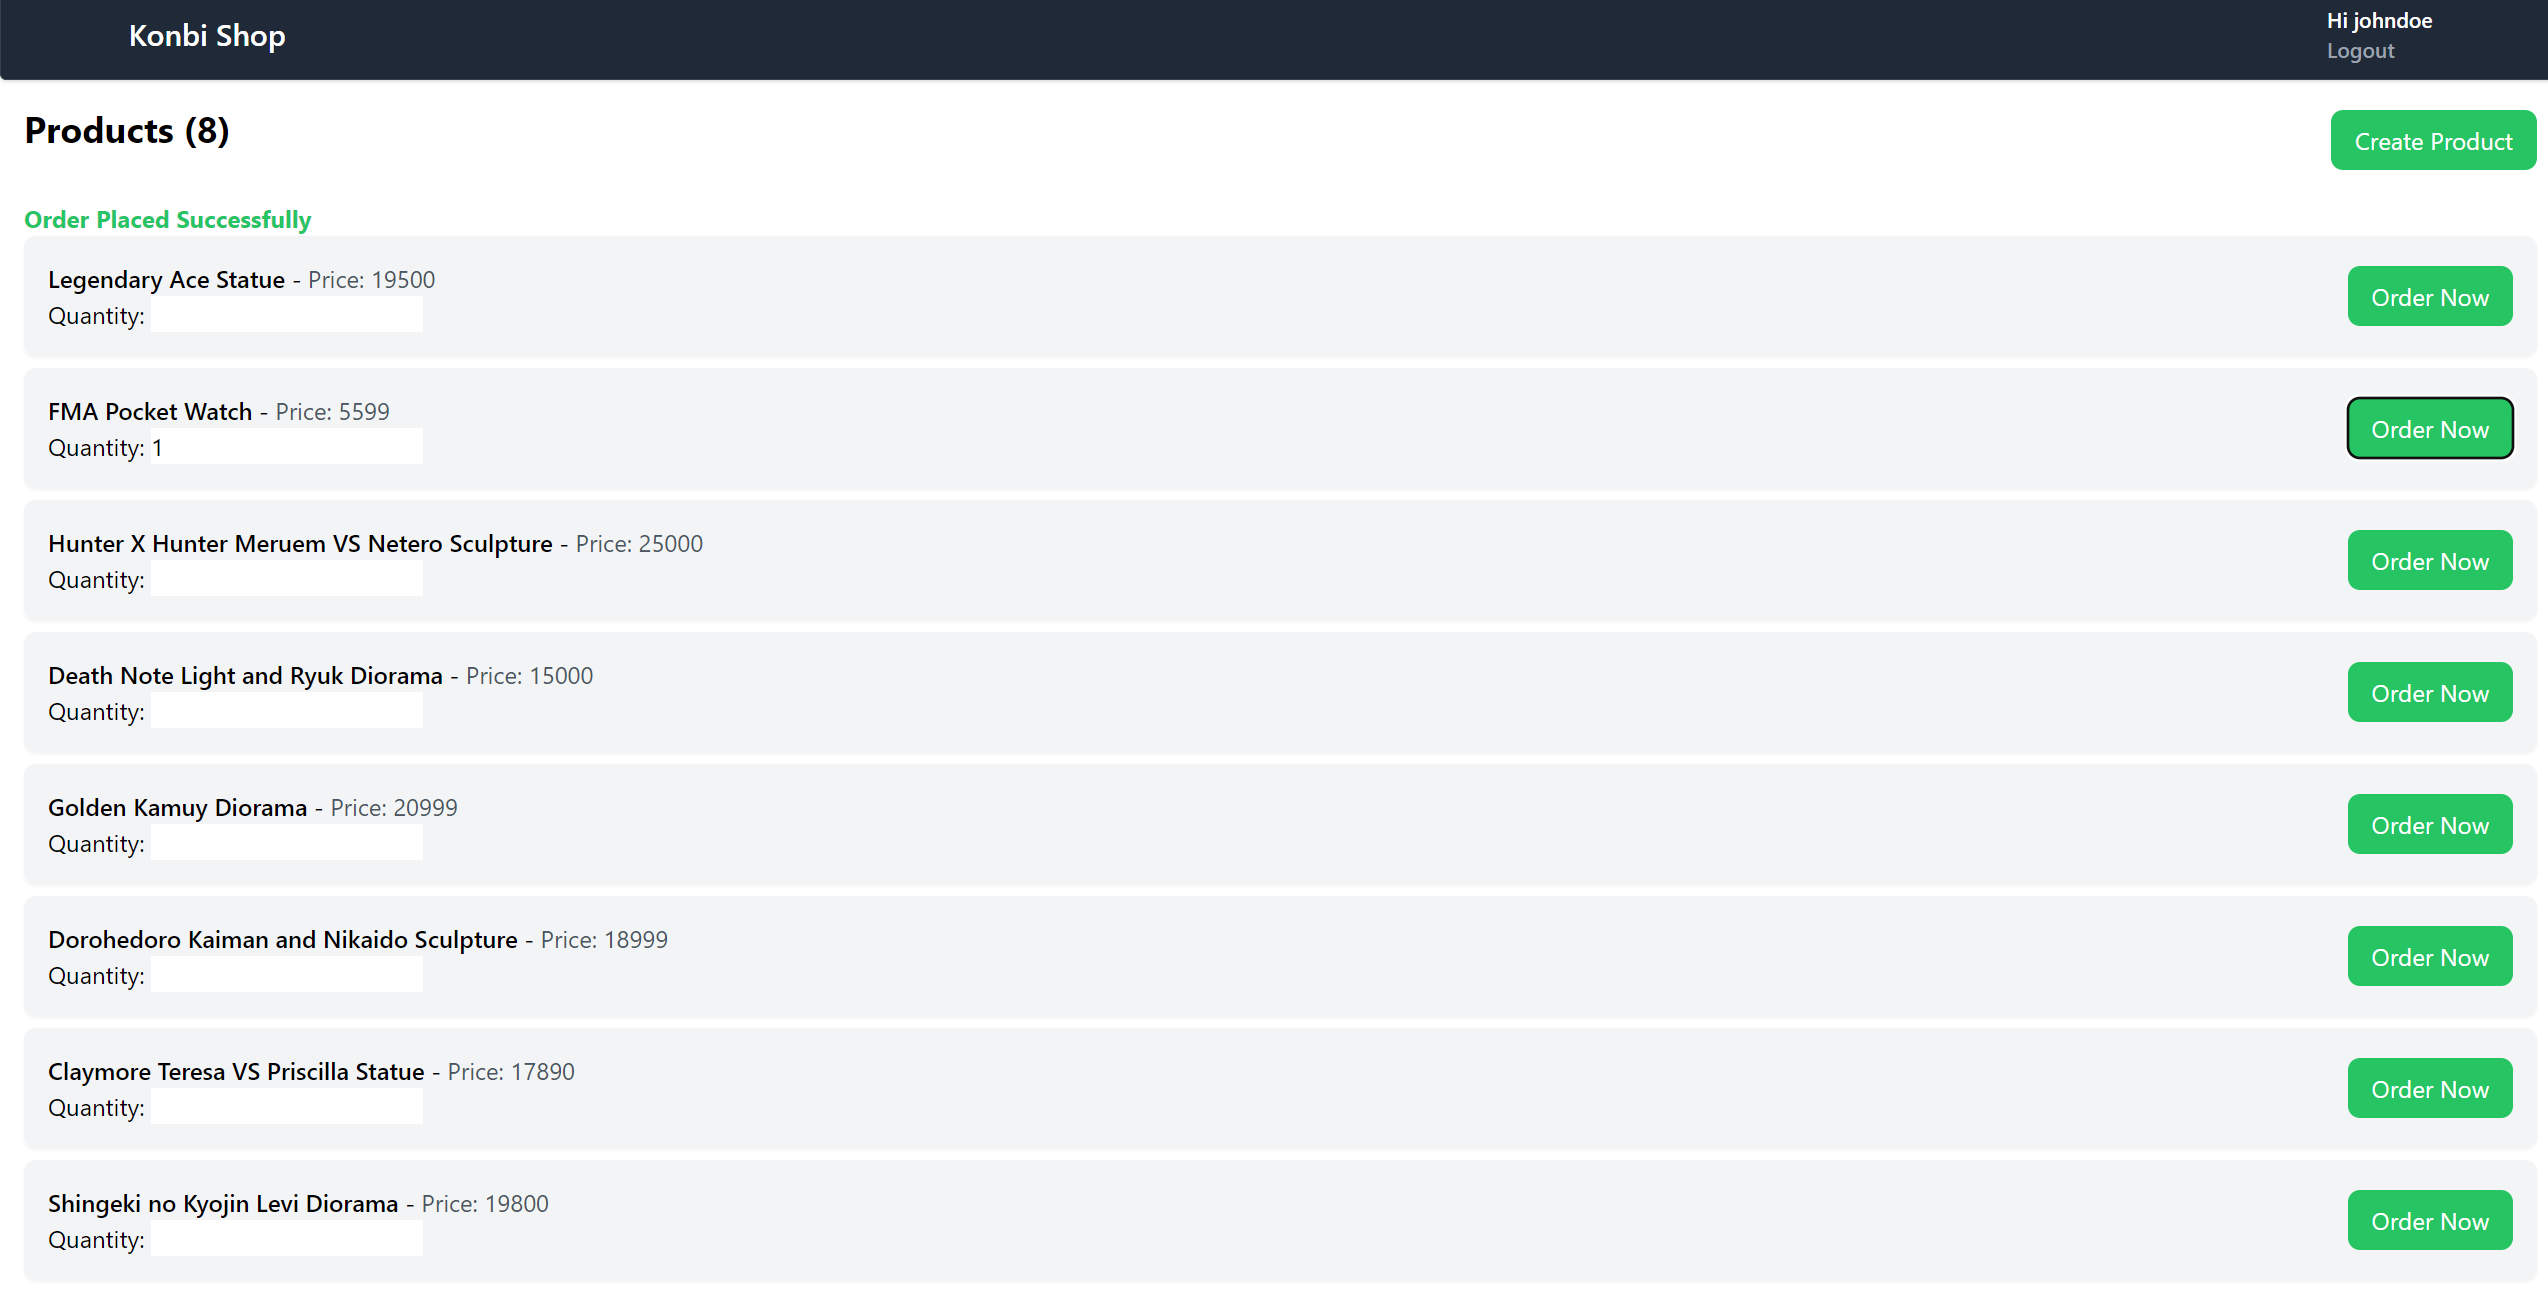 Konbi Shop
Hi johndoe
Logout
Products (8)
Create Product
Order Placed Successfully
Legendary Ace Statue - Price: 19500
Quantity:
Order Now
FMA Pocket Watch - Price: 5599
Quantity: 1
Order Now
Hunter X Hunter Meruem VS Netero Sculpture - Price: 25000
Quantity:
Order Now
Death Note Light and Ryuk Diorama - Price: 15000
Quantity:
Order Now
Golden Kamuy Diorama - Price: 20999
Quantity:
Order Now
Dorohedoro Kaiman and Nikaido Sculpture - Price: 18999
Quantity:
Order Now
Claymore Teresa VS Priscilla Statue - Price: 17890
Quantity:
Order Now
Shingeki no Kyojin Levi Diorama - Price: 19800
Quantity:
Order Now